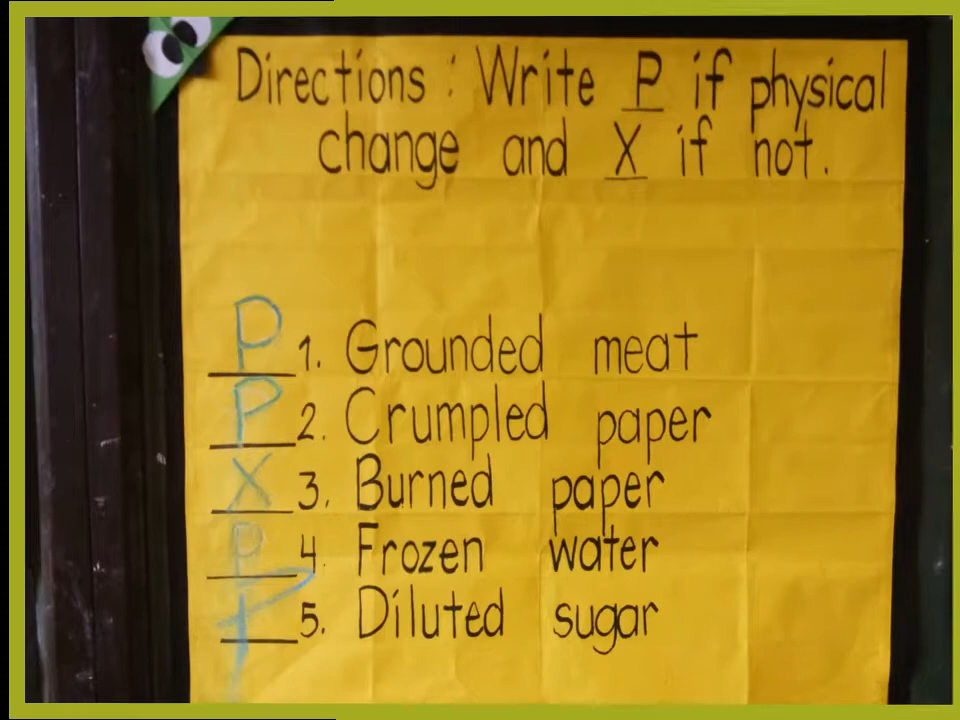 Directions : Write P if physical
change and X if not.
P 1. Grounded meat
P 2. Crumpled paper
X 3. Burned paper
P 4. Frozen water
P 5. Diluted sugar